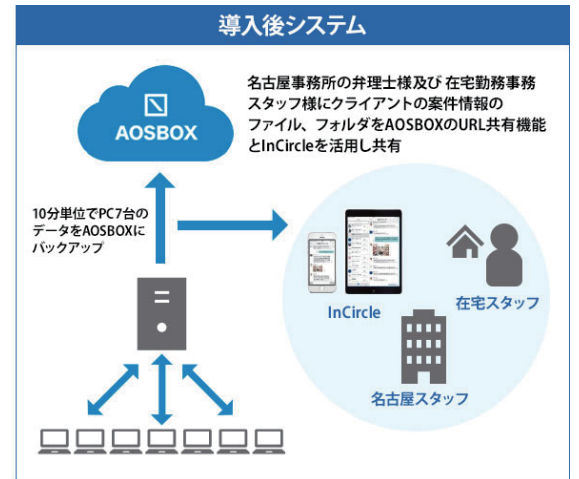 導入後システム
AOSBOX
名古屋事務所の弁理士様及び 在宅勤務事務
スタッフ様にクライアントの案件情報の
ファイル、フォルダをAOSBOXのURL共有機能
とInCircleを活用し共有
10分単位でPC7台の
データをAOSBOXに
バックアップ
InCircle
在宅スタッフ
名古屋スタッフ